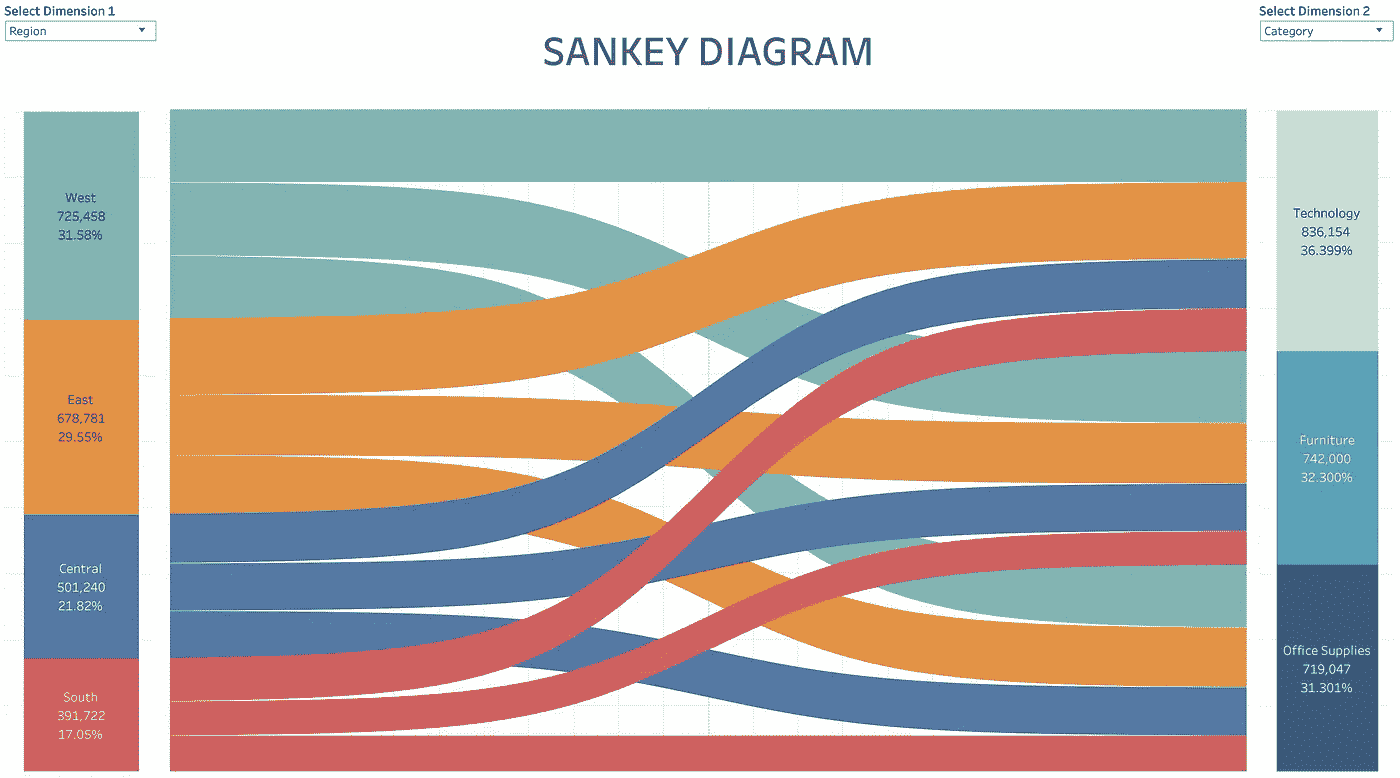 Select Dimension 1
Region
Select Dimension 2
Category
SANKEY DIAGRAM
West
725,458
31.58%
East
678,781
29.55%
Central
501,240
21.82%
South
391,722
17.05%
Technology
836,154
36.399%
Furniture
742,000
32.300%
Office Supplies
719,047
31.301%